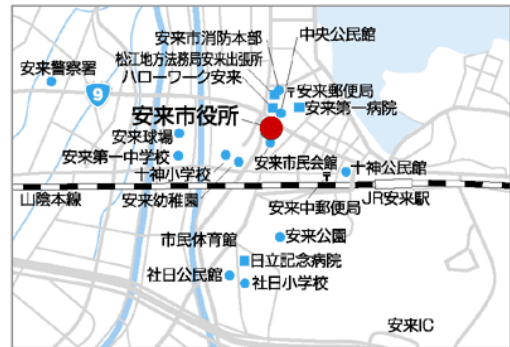 安来市消防本部
中央公民館
松江地方法務局安来出張所
安来警察署
ハローワーク安来
〒安来郵便局
9
安来市役所
安来第一病院
安来球場
安来第一中学校
安来市民会館
十神公民館
十神小学校
〒
山陰本線
安来幼稚園
JR安来駅
安来中郵便局
市民体育館
安来公園
日立記念病院
社日公民館
社日小学校
安来IC